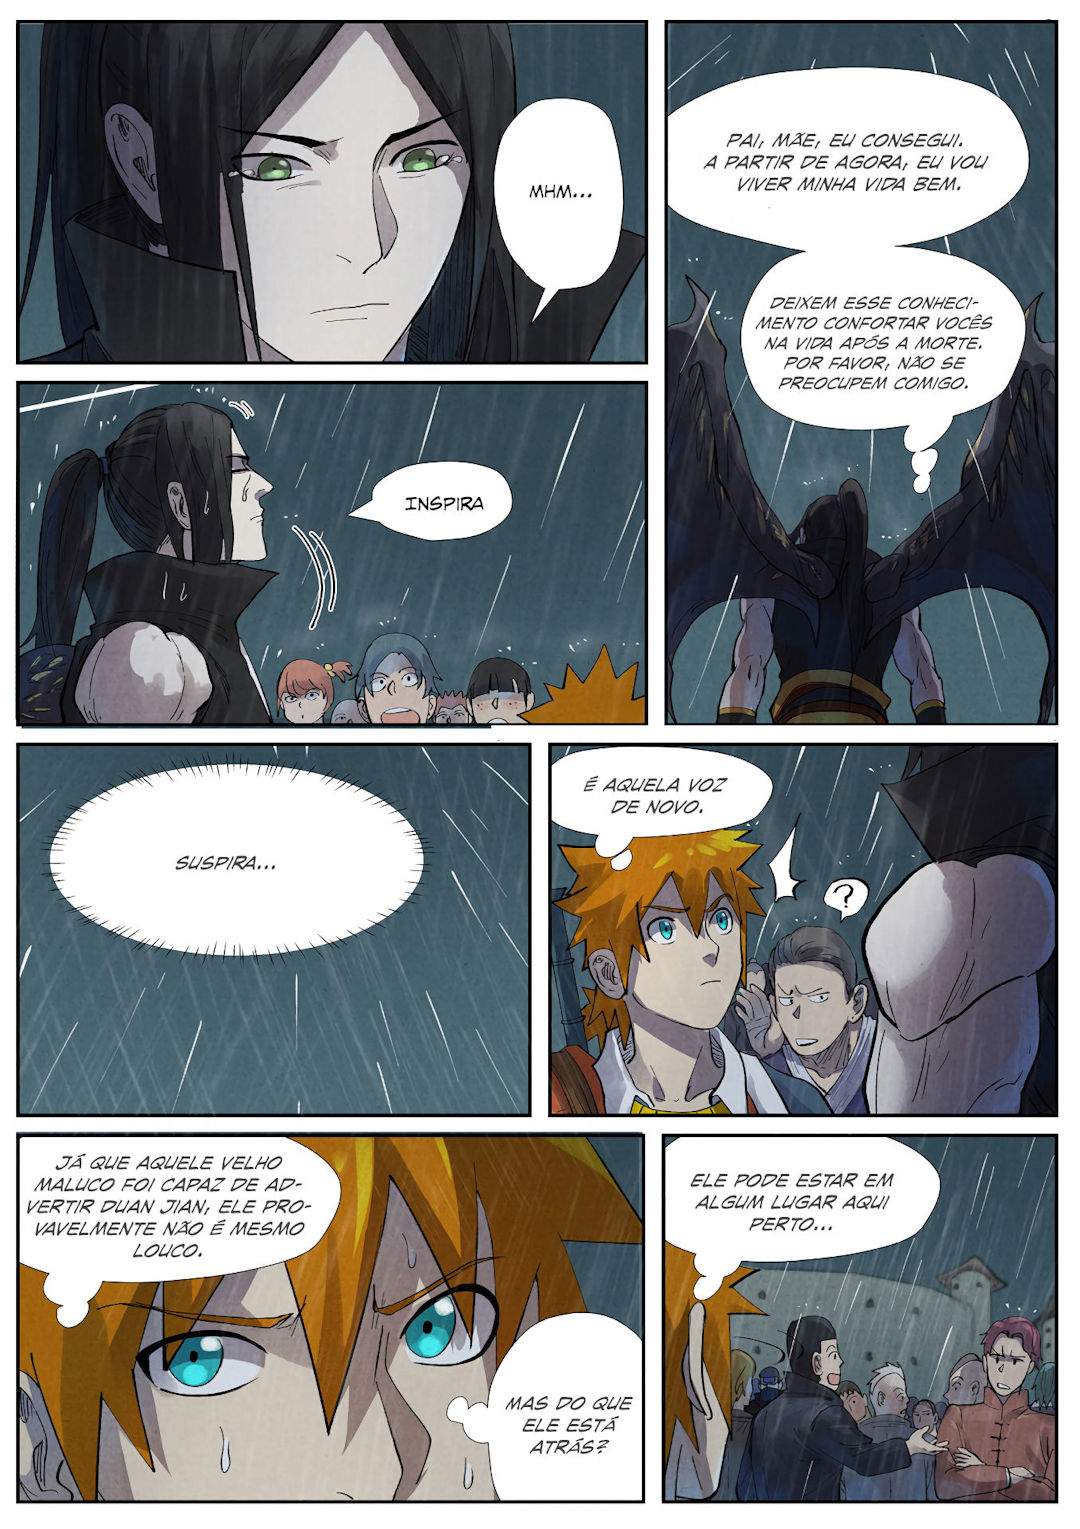 MHM...
PAI, MÃE, EU CONSEGUI.
A PARTIR DE AGORA, EU VOU
VIVER MINHA VIDA BEM.
DEIXEM ESSE CONHECI-
MENTO CONFORTAR VOCÊS
NA VIDA APÓS A MORTE.
POR FAVOR, NÃO SE
PREOCUPEM COMIGO.
INSPIRA
SUSPIRA...
É AQUELA VOZ
DE NOVO.
?
JÁ QUE AQUELE VELHO
MALUCO FOI CAPAZ DE AD-
VERTIR DUAN JIAN, ELE PRO-
VAVELMENTE NÃO É MESMO
LOUCO.
MAS DO QUE
ELE ESTÁ
ATRÁS?
ELE PODE ESTAR EM
ALGUM LUGAR AQUI
PERTO...